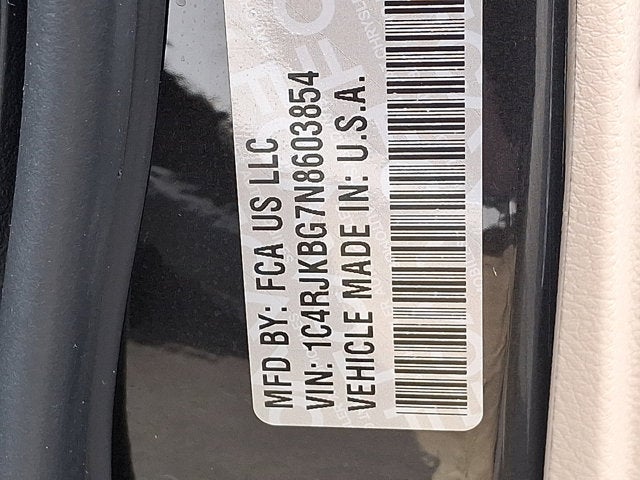 MFD BY: FCA US LLC
VIN: 1C4RJKBG7N8603854
VEHICLE MADE IN: U.S.A.